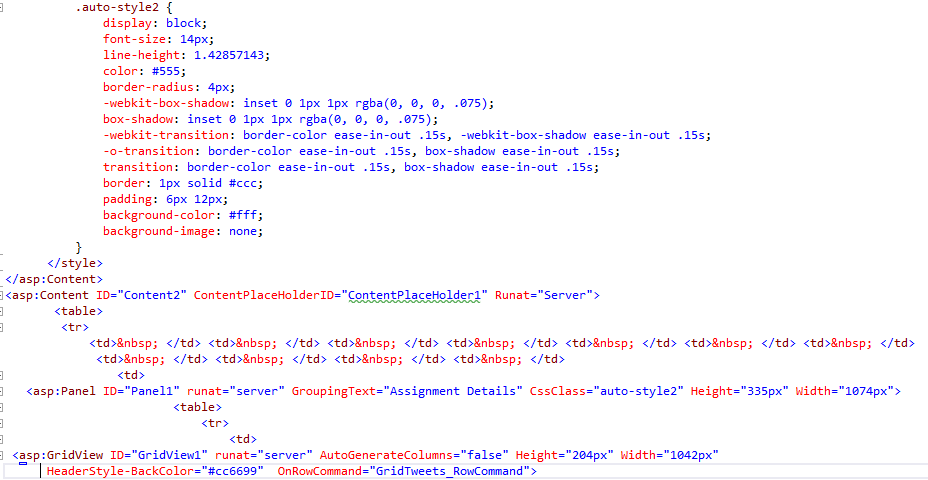 .auto-style2 {
display: block;
font-size: 14px;
line-height: 1.42857143;
color: #555;
border-radius: 4px;
-webkit-box-shadow: inset 0 1px 1px rgba(0, 0, 0, .075);
box-shadow: inset 0 1px 1px rgba(0, 0, 0, .075);
-webkit-transition: border-color ease-in-out .15s, -webkit-box-shadow ease-in-out .15s;
-o-transition: border-color ease-in-out .15s, box-shadow ease-in-out .15s;
transition: border-color ease-in-out .15s, box-shadow ease-in-out .15s;
border: 1px solid #ccc;
padding: 6px 12px;
background-color: #fff;
background-image: none;
}
</style>
</asp:Content>
<asp:Content ID="Content2" ContentPlaceHolderID="ContentPlaceHolder1" Runat="Server">
<table>
<tr>
<td>&nbsp; </td> <td>&nbsp; </td> <td>&nbsp; </td> <td>&nbsp; </td> <td>&nbsp; </td> <td>&nbsp; </td> <td>&nbsp; </td>
<td>&nbsp; </td> <td>&nbsp; </td> <td>&nbsp; </td> <td>&nbsp; </td>
<td>
<asp:Panel ID="Panel1" runat="server" GroupingText="Assignment Details" CssClass="auto-style2" Height="335px" Width="1074px">
<table>
<tr>
<td>
<asp:GridView ID="GridView1" runat="server" AutoGenerateColumns="false" Height="204px" Width="1042px"
HeaderStyle-BackColor="#cc6699" OnRowCommand="GridTweets_RowCommand">